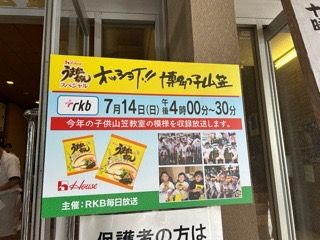 うまかっちゃん
スペシャル
オッショイ!! 博多子山笠
rkb 7月14日(日)午後4時00分~30分
今年の子供山笠教室の模様を収録放送します。
House
主催:RKB毎日放送
保護者の方は